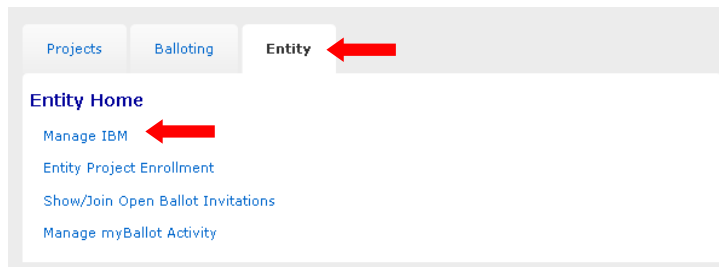 Projects Balloting Entity
Entity Home
Manage IBM
Entity Project Enrollment
Show/Join Open Ballot Invitations
Manage myBallot Activity